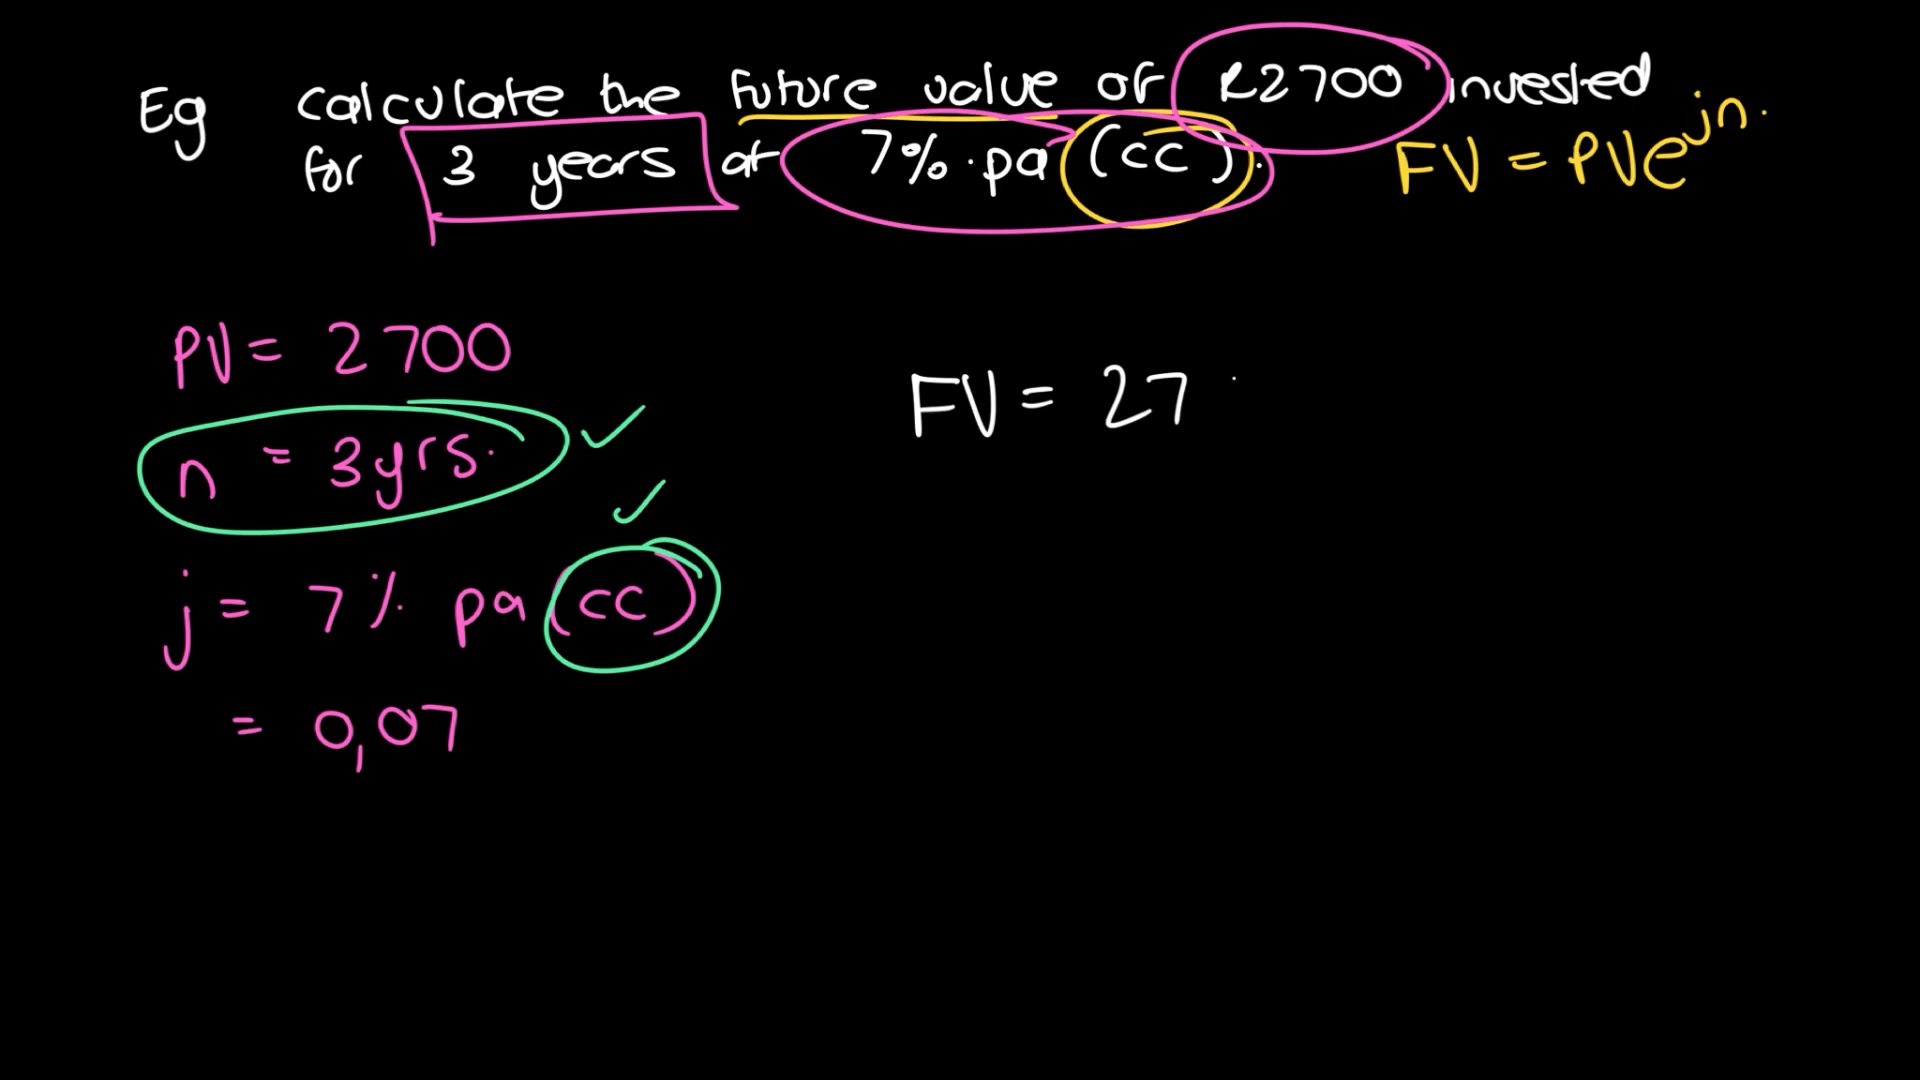 Eg calculate the future value of R2700 invested
for 3 years at 7% pa (cc).
FV = PVe^jn.
PV = 2700
n = 3yrs.
j = 7% pa (cc)
= 0,07
FV = 27